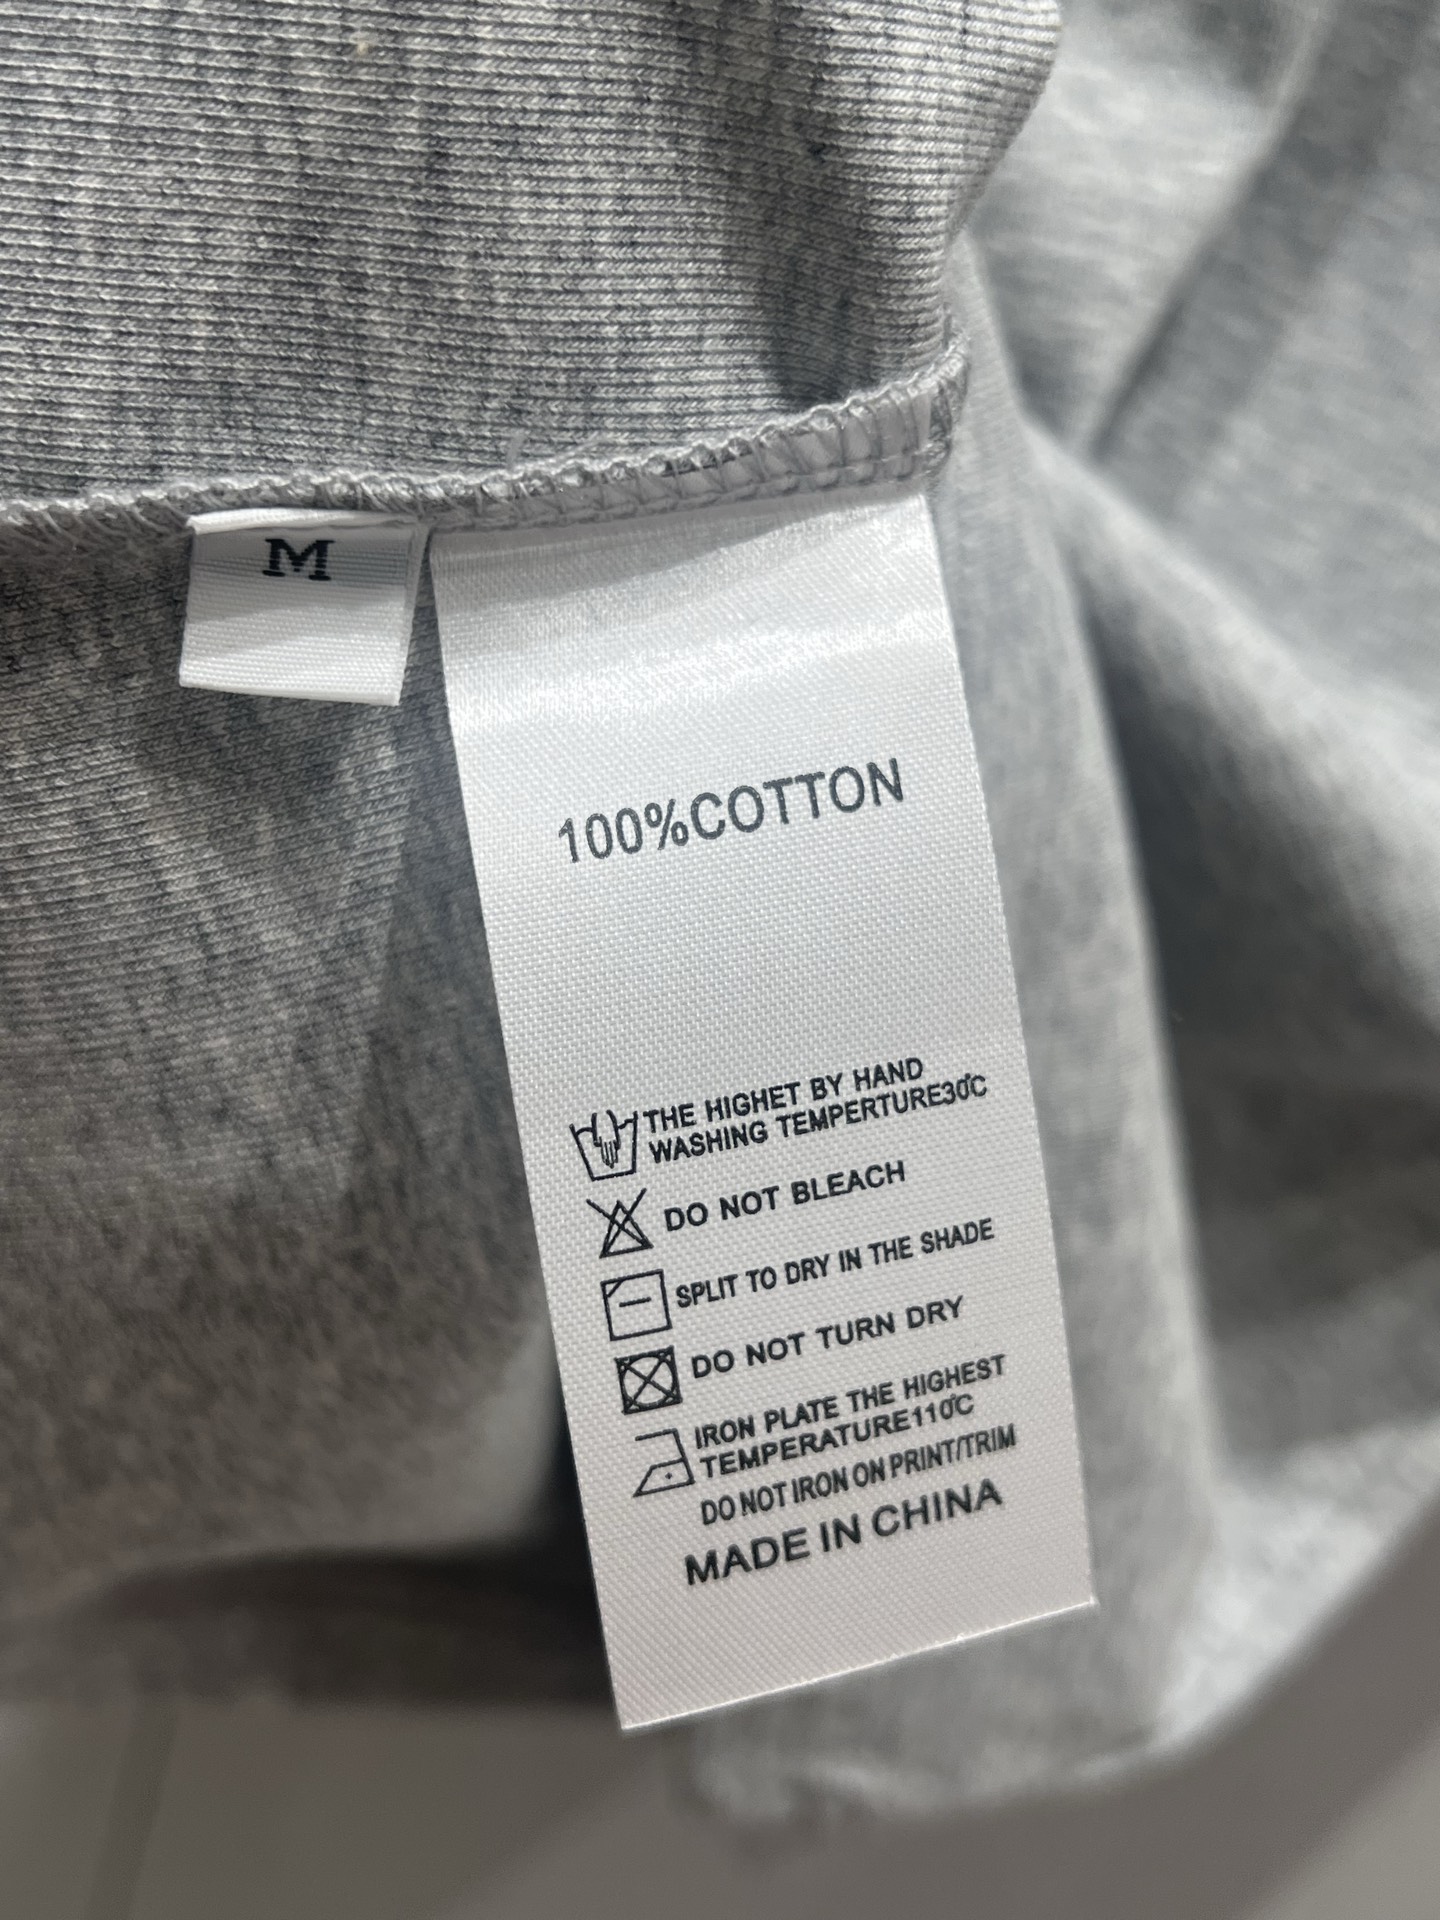 M
100%COTTON
THE HIGHET BY HAND
WASHING TEMPERTURE30℃
DO NOT BLEACH
SPLIT TO DRY IN THE SHADE
DO NOT TURN DRY
IRON PLATE THE HIGHEST
TEMPERATURE110℃
DO NOT IRON ON PRINT/TRIM
MADE IN CHINA